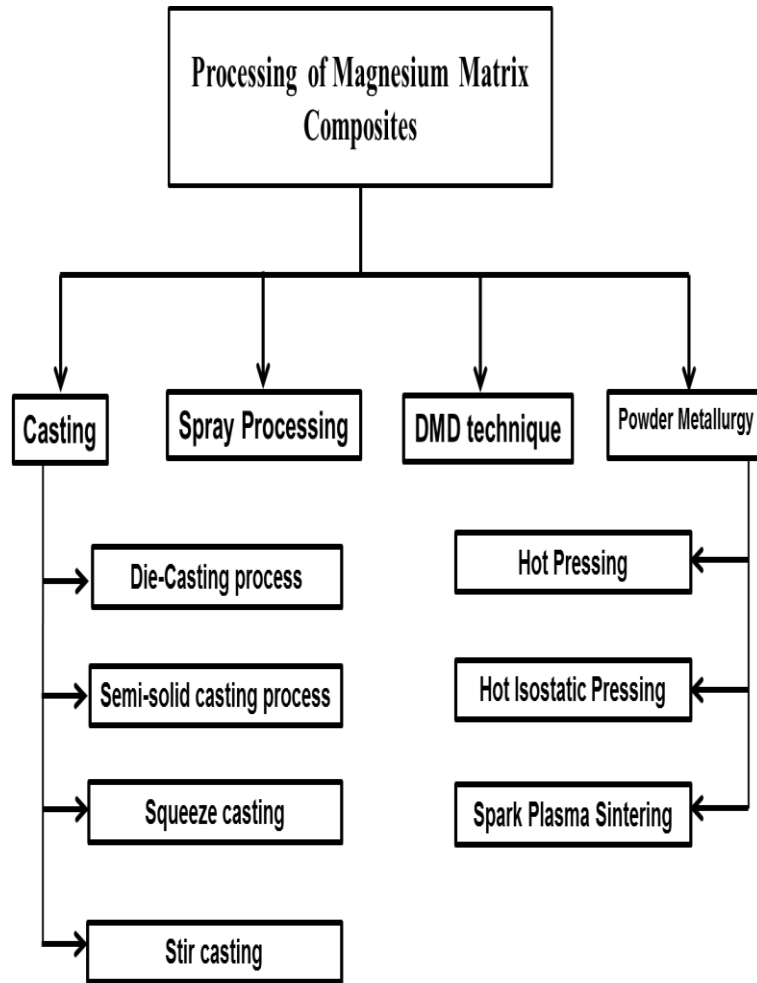 Processing of Magnesium Matrix
Composites
Casting
Spray Processing
DMD technique
Powder Metallurgy
Die-Casting process
Semi-solid casting process
Squeeze casting
Stir casting
Hot Pressing
Hot Isostatic Pressing
Spark Plasma Sintering